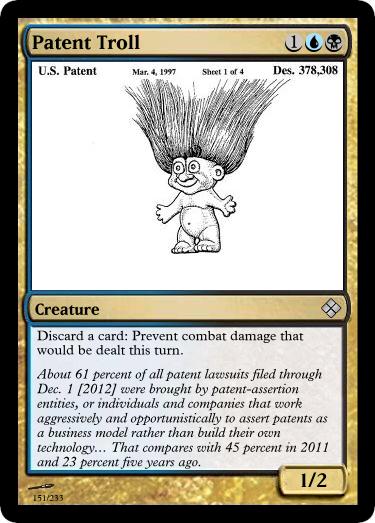 Patent Troll 1
U.S. Patent Mar. 4, 1997 Sheet 1 of 4 Des. 378,308
Creature
Discard a card: Prevent combat damage that
would be dealt this turn.
About 61 percent of all patent lawsuits filed through
Dec. 1 [2012] were brought by patent-assertion
entities, or individuals and companies that work
aggressively and opportunistically to assert patents as
a business model rather than build their own
technology… That compares with 45 percent in 2011
and 23 percent five years ago.
1/2
151/233